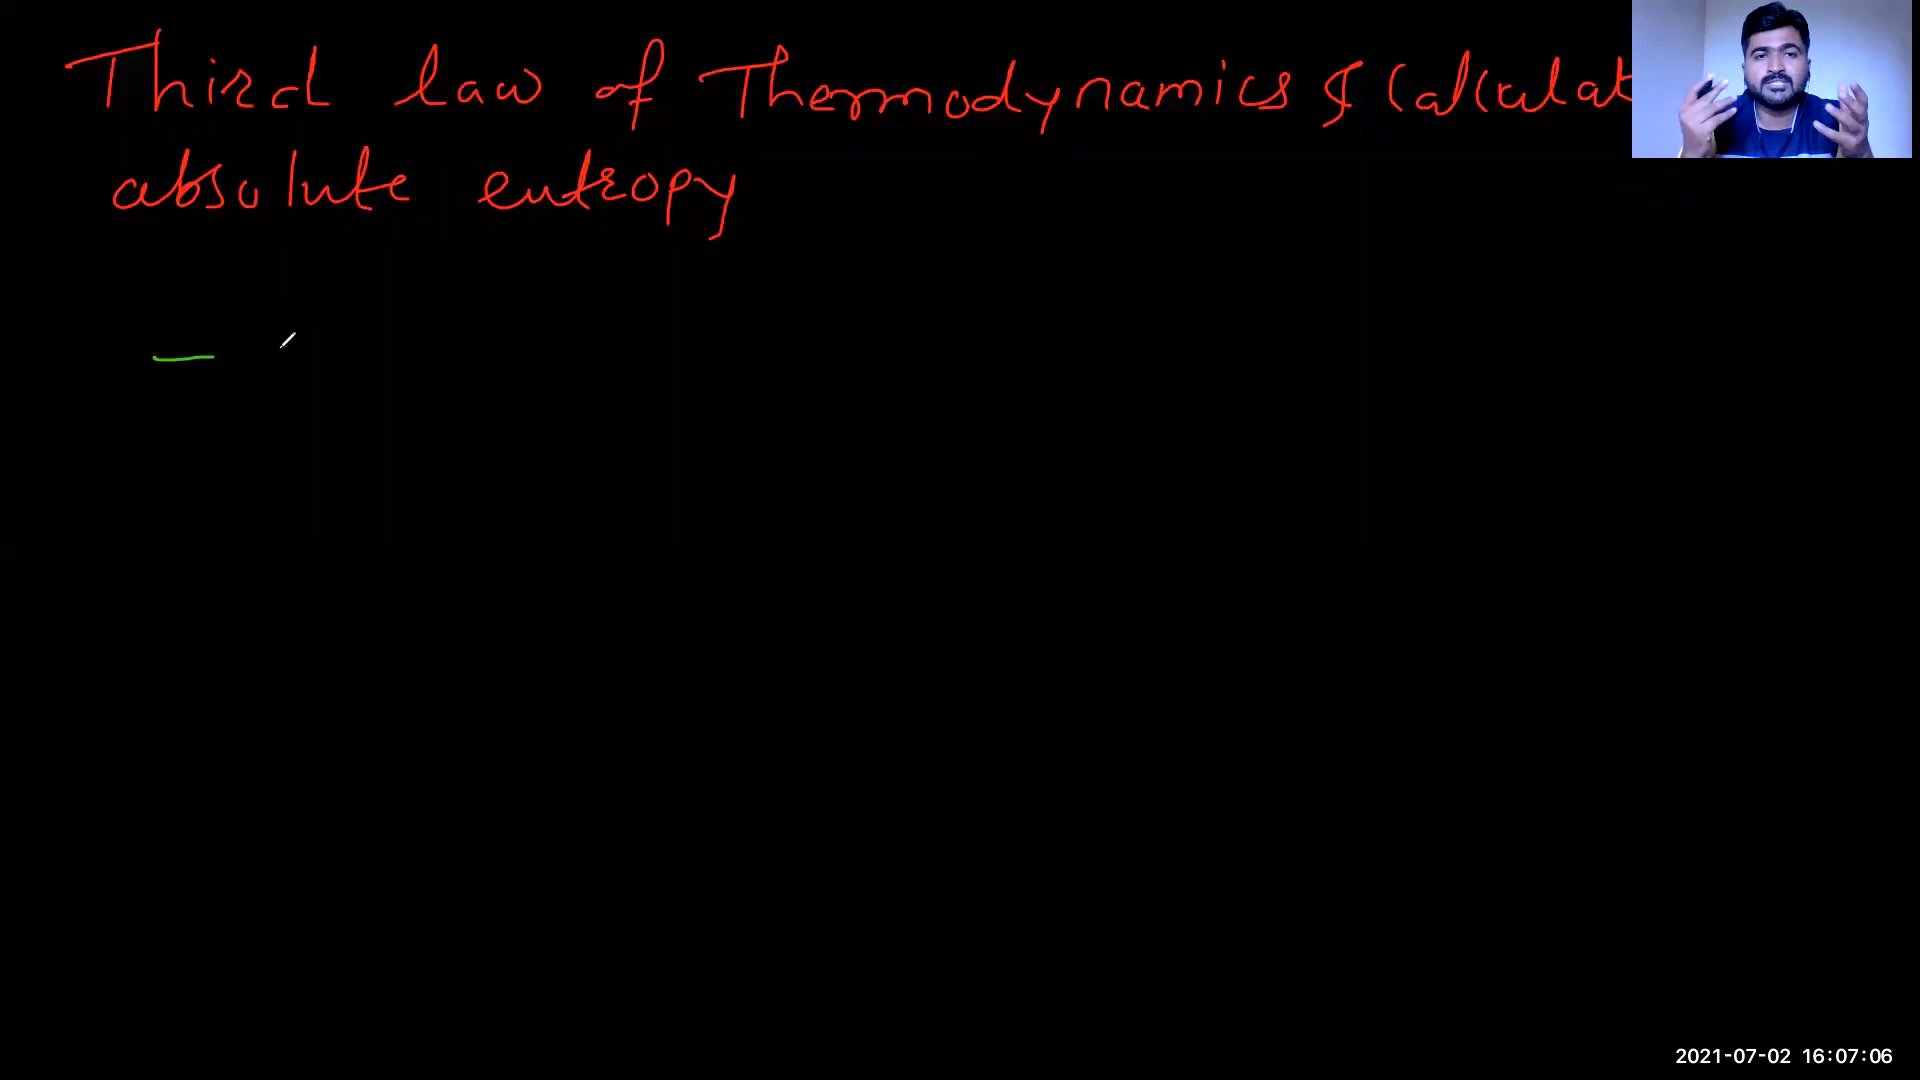 Third law of Thermodynamics & Calculat
absolute entropy
2021-07-02 16:07:06